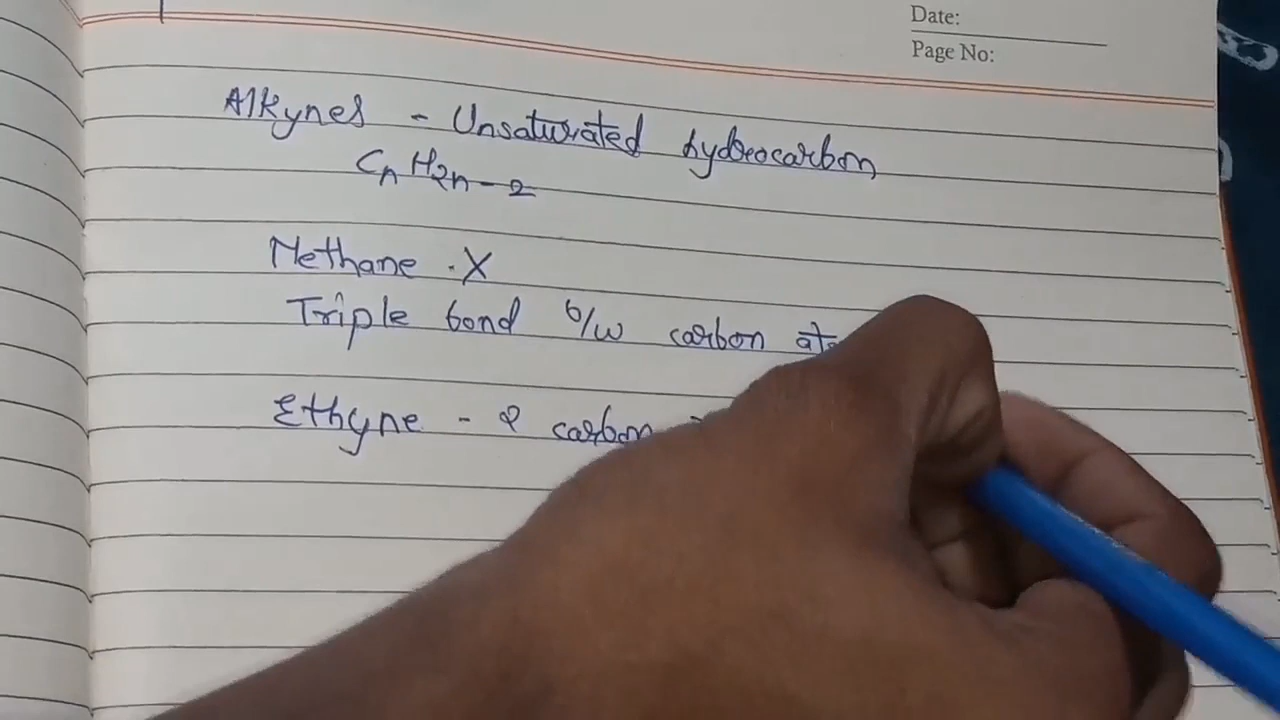 Date:
Page No:
Alkynes - Unsaturated hydrocarbon
CnH2n-2
Methane - X
Triple bond b/w carbon
Ethyne - 2 carbon